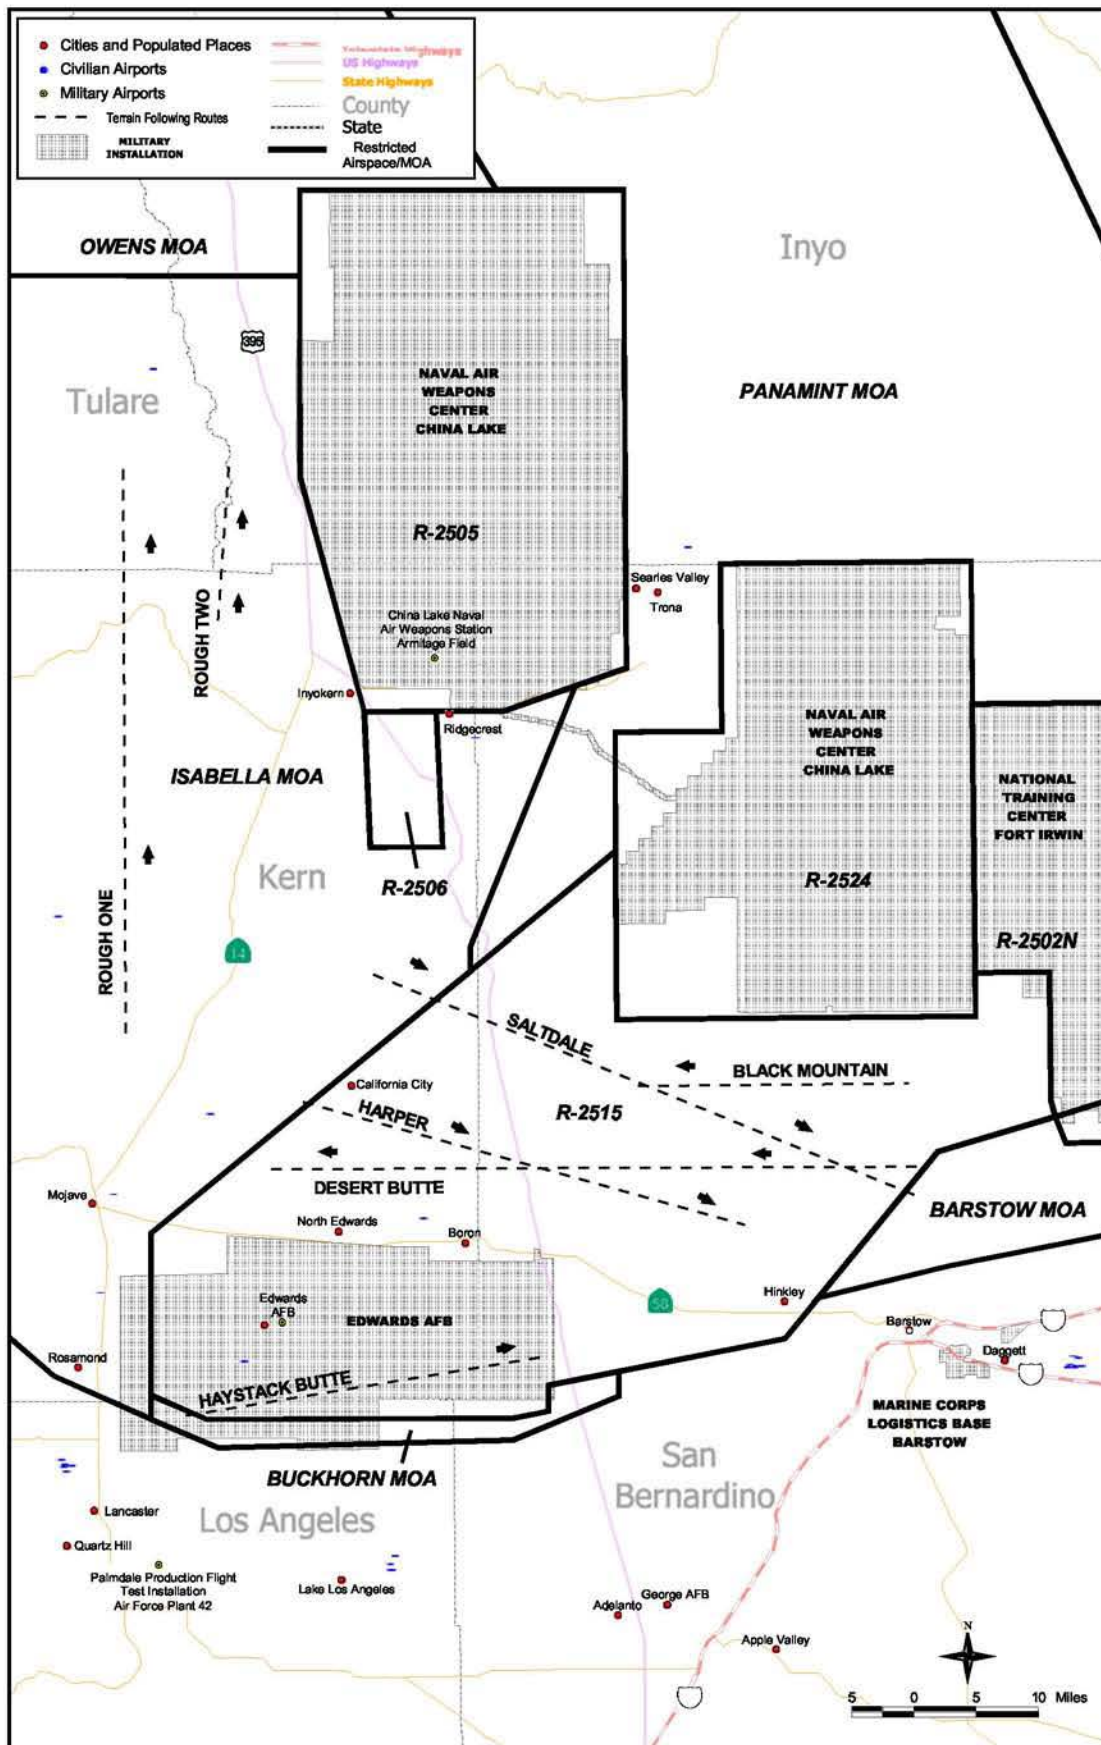 Cities and Populated Places
Civilian Airports
Military Airports
Terrain Following Routes
MILITARY
INSTALLATION
Interstate Highways
US Highways
State Highways
County
State
Restricted
Airspace/MOA
OWENS MOA
Inyo
395
Tulare
NAVAL AIR
WEAPONS
CENTER
CHINA LAKE
PANAMINT MOA
R-2505
Searles Valley
Trona
China Lake Naval
Air Weapons Station
Armitage Field
ROUGH TWO
Inyokern
Ridgecrest
NAVAL AIR
WEAPONS
CENTER
CHINA LAKE
ISABELLA MOA
NATIONAL
TRAINING
CENTER
FORT IRWIN
Kern
R-2506
R-2524
ROUGH ONE
14
R-2502N
SALTDALE
BLACK MOUNTAIN
California City
HARPER
R-2515
DESERT BUTTE
Mojave
North Edwards
Boron
BARSTOW MOA
Edwards
AFB
EDWARDS AFB
58
Hinkley
Barstow
Daggett
Rosamond
HAYSTACK BUTTE
MARINE CORPS
LOGISTICS BASE
BARSTOW
BUCKHORN MOA
San
Bernardino
Lancaster
Los Angeles
Quartz Hill
Palmdale Production Flight
Test Installation
Air Force Plant 42
Lake Los Angeles
Adelanto
George AFB
Apple Valley
N
5 0 5 10 Miles